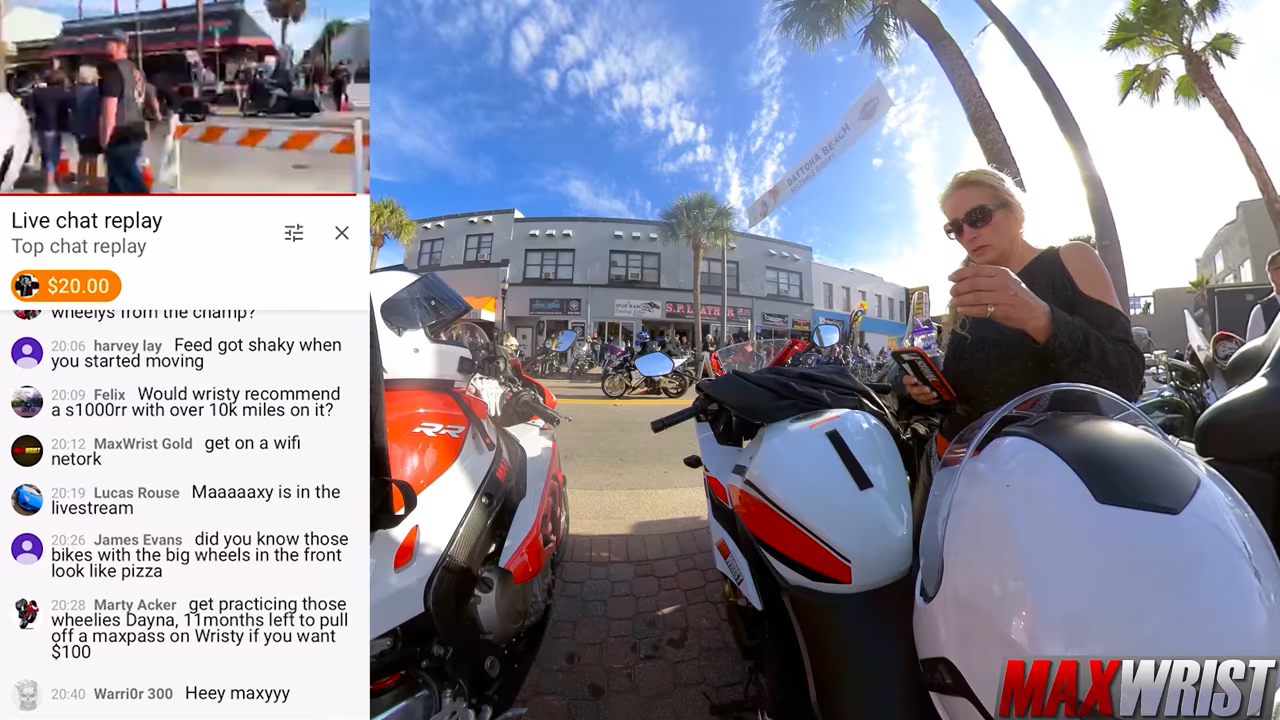 Live chat replay
Top chat replay
$20.00
wheelys from the champ?
20:06 harvey lay Feed got shaky when
you started moving
20:09 Felix Would wristy recommend
a s1000rr with over 10k miles on it?
20:12 MaxWrist Gold get on a wifi
netork
20:19 Lucas Rouse Maaaaaxy is in the
livestream
20:26 James Evans did you know those
bikes with the big wheels in the front
look like pizza
20:28 Marty Acker get practicing those
wheelies Dayna, 11months left to pull
off a maxpass on Wristy if you want
$100
20:40 Warri0r 300 Heey maxyyy
DAYTONA BEACH
RR
MAXWRIST